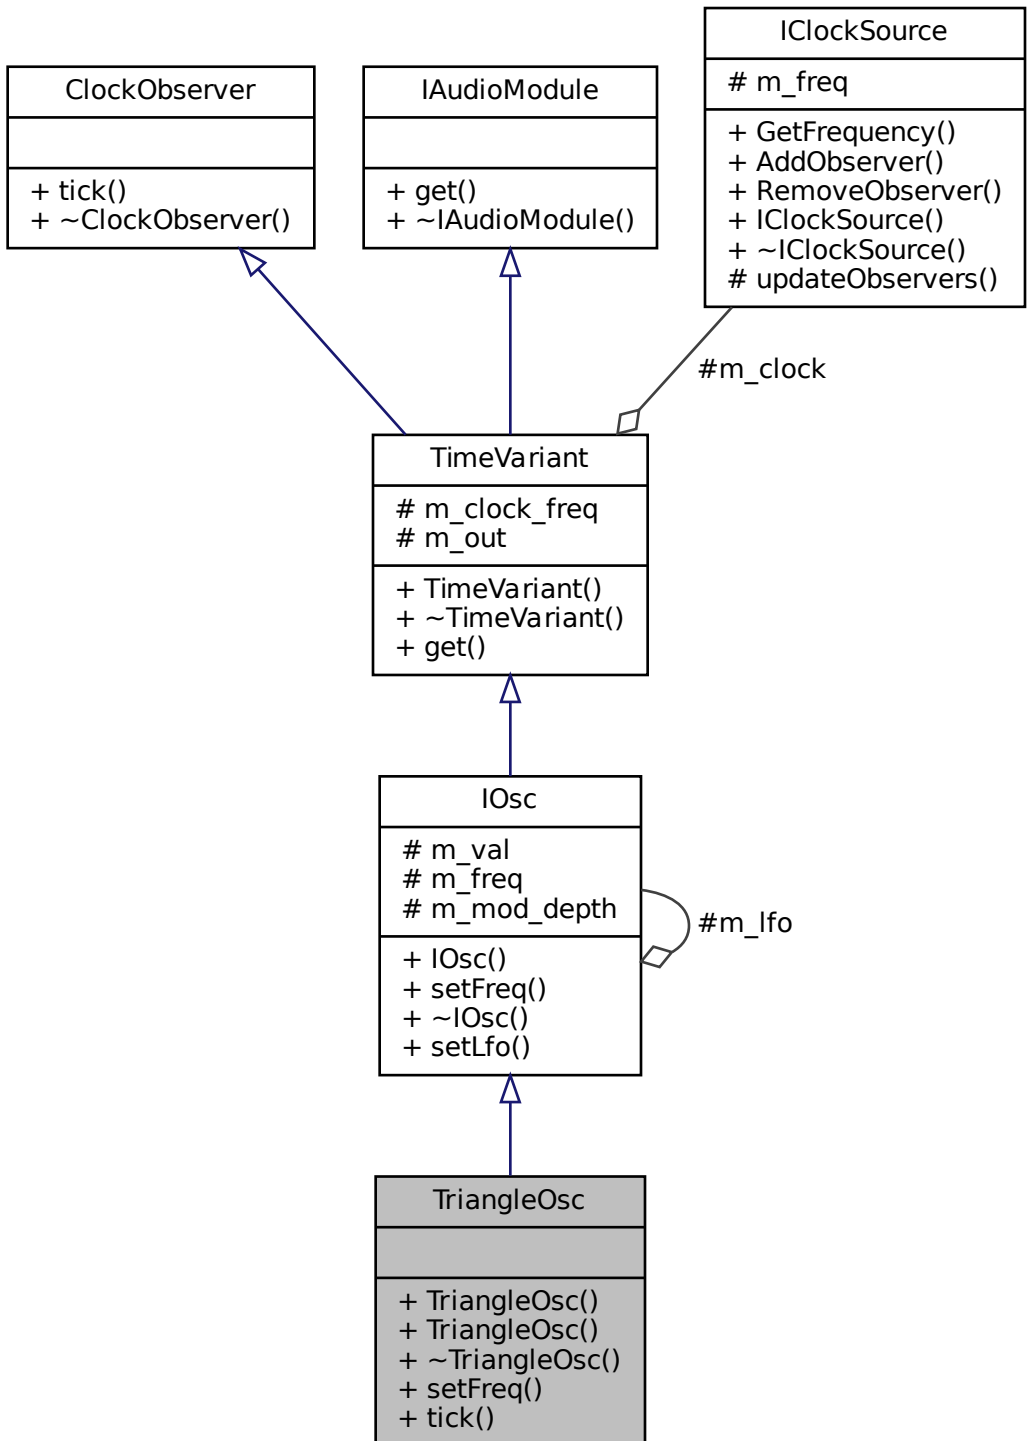 ClockObserver
+ tick()
+ ~ClockObserver()
IAudioModule
+ get()
+ ~IAudioModule()
IClockSource
# m_freq
+ GetFrequency()
+ AddObserver()
+ RemoveObserver()
+ IClockSource()
+ ~IClockSource()
# updateObservers()
#m_clock
TimeVariant
# m_clock_freq
# m_out
+ TimeVariant()
+ ~TimeVariant()
+ get()
IOsc
# m_val
# m_freq
# m_mod_depth
+ IOsc()
+ setFreq()
+ ~IOsc()
+ setLfo()
#m_lfo
TriangleOsc
+ TriangleOsc()
+ TriangleOsc()
+ ~TriangleOsc()
+ setFreq()
+ tick()